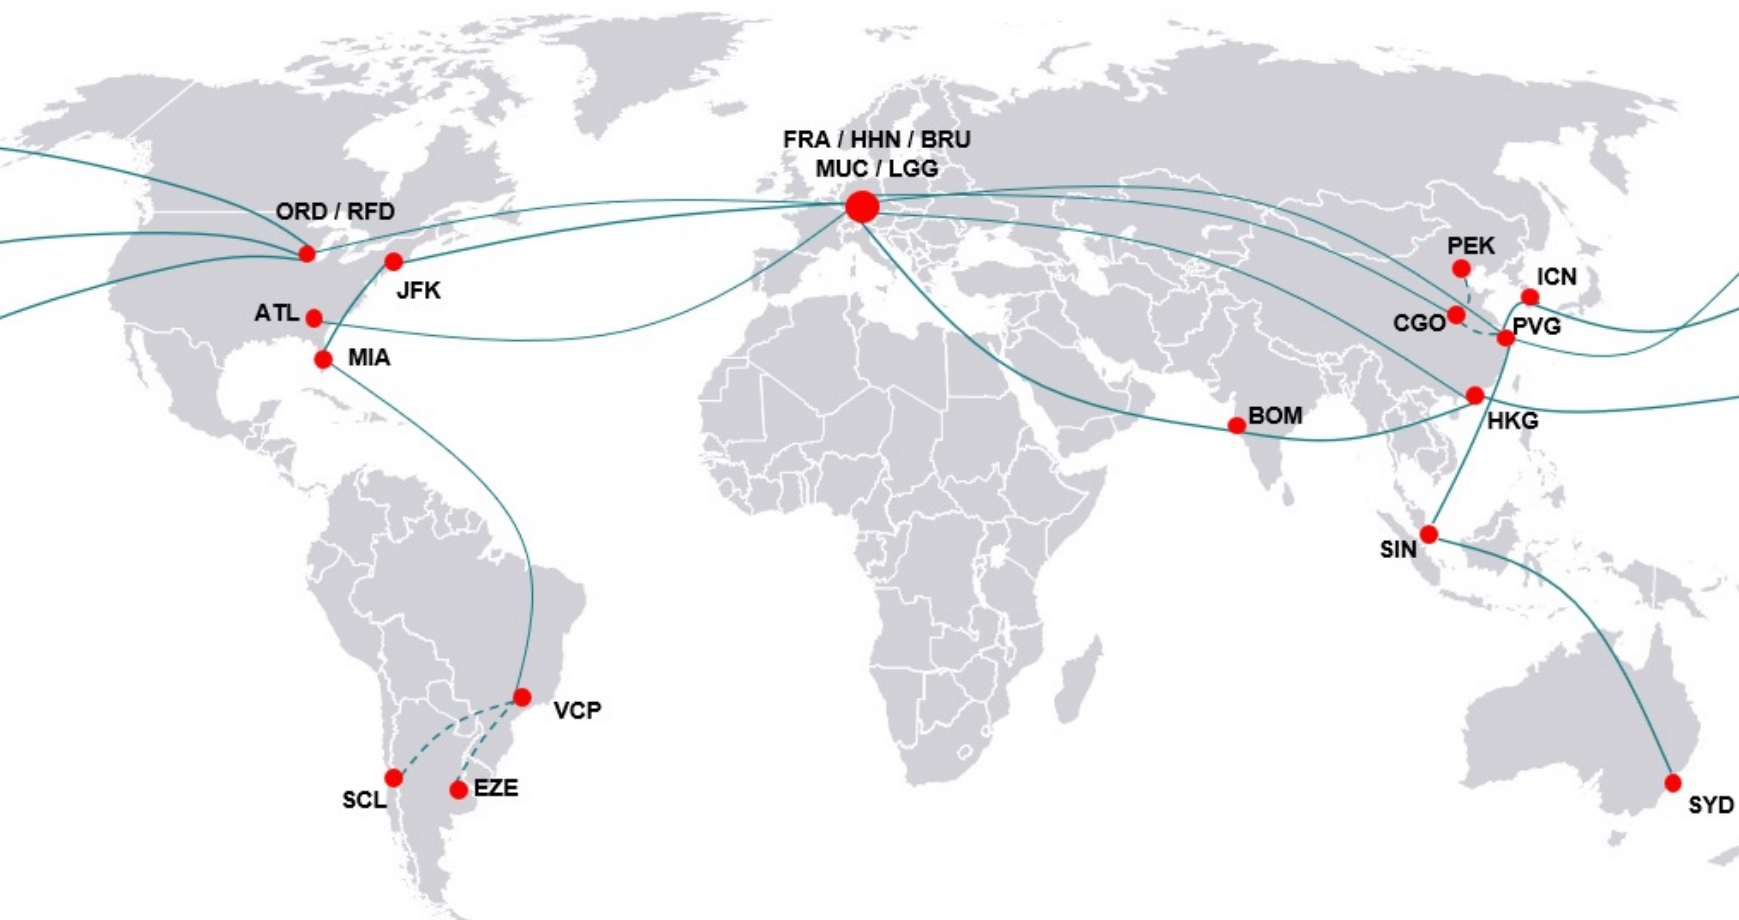 FRA / HHN / BRU
MUC / LGG
ORD / RFD
PEK
ICN
JFK
ATL
CGO
PVG
MIA
BOM
HKG
SIN
VCP
SCL
EZE
SYD